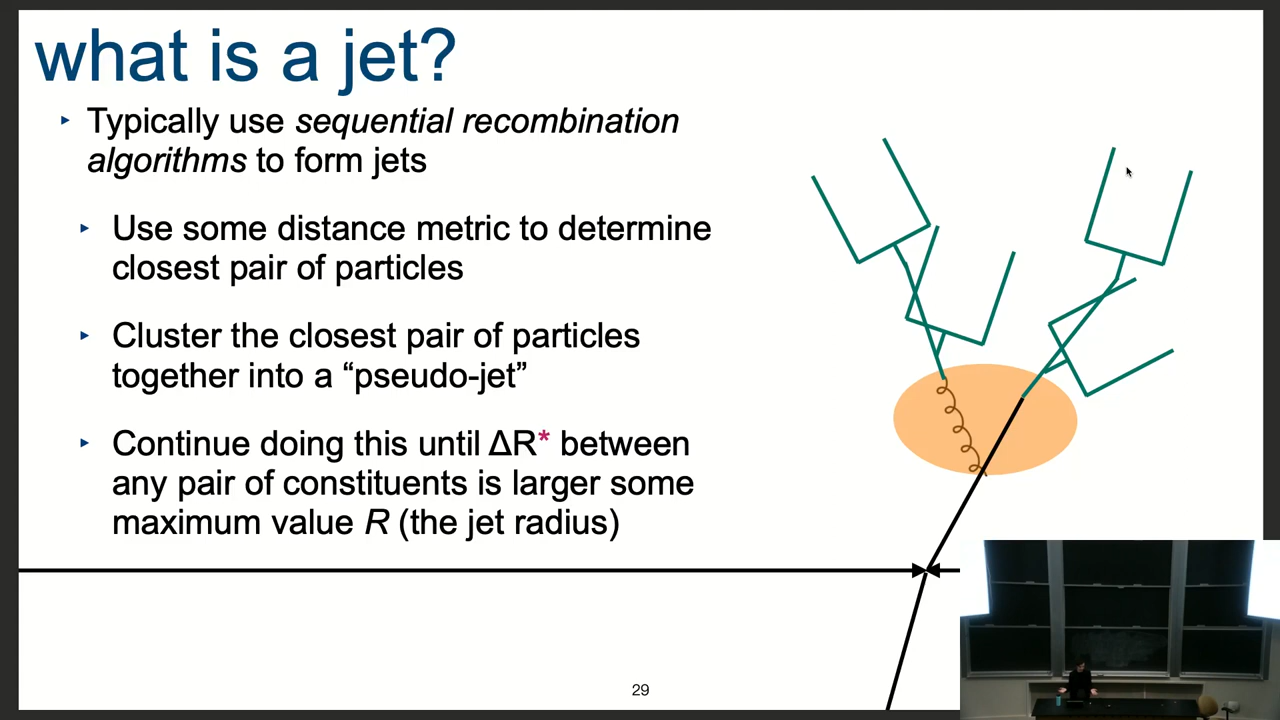 what is a jet?
‣ Typically use sequential recombination
algorithms to form jets
‣ Use some distance metric to determine
closest pair of particles
‣ Cluster the closest pair of particles
together into a “pseudo-jet”
‣ Continue doing this until ΔR* between
any pair of constituents is larger some
maximum value R (the jet radius)
29